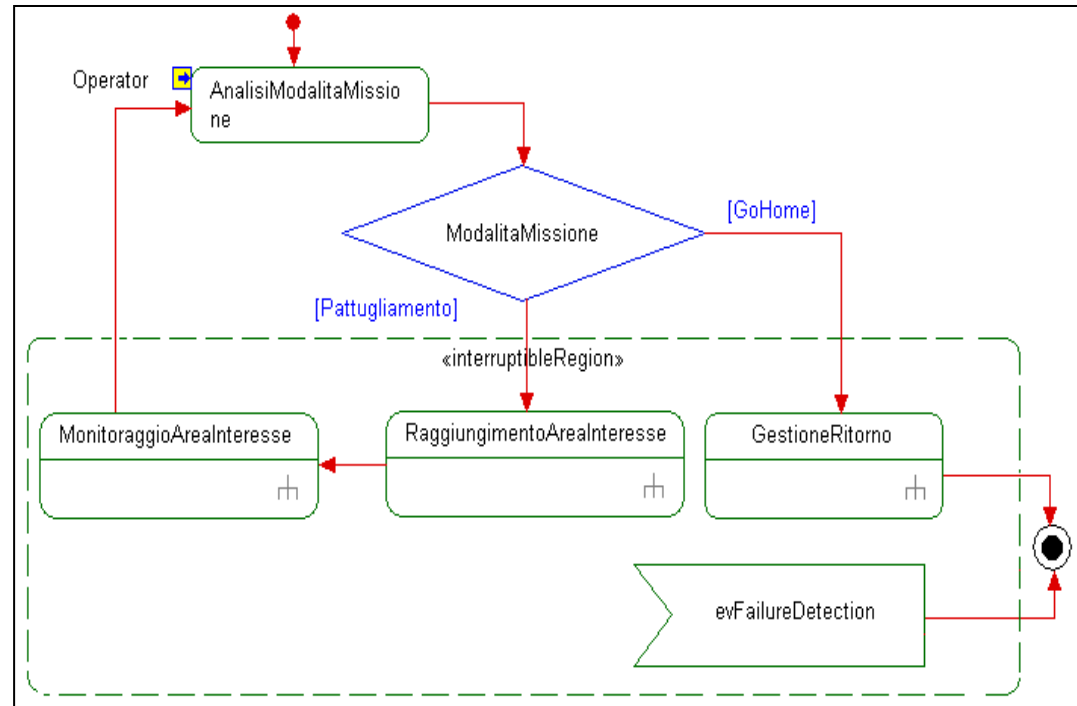 Operator
AnalisiModalitaMissio
ne
ModalitaMissione
[GoHome]
[Pattugliamento]
«interruptibleRegion»
MonitoraggioAreaInteresse
RaggiungimentoAreaInteresse
GestioneRitorno
evFailureDetection